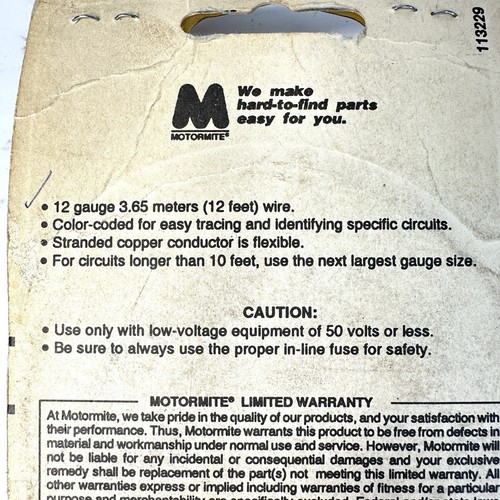 113229
We make
hard-to-find parts
easy for you.
M
MOTORMITE®
• 12 gauge 3.65 meters (12 feet) wire.
• Color-coded for easy tracing and identifying specific circuits.
• Stranded copper conductor is flexible.
• For circuits longer than 10 feet, use the next largest gauge size.
CAUTION:
• Use only with low-voltage equipment of 50 volts or less.
• Be sure to always use the proper in-line fuse for safety.
MOTORMITE® LIMITED WARRANTY
At Motormite, we take pride in the quality of our products, and your satisfaction with
their performance. Thus, Motormite warrants this product to be free from defects in
material and workmanship under normal use and service. However, Motormite will
not be liable for any incidental or consequential damages and your exclusive
remedy shall be replacement of the part(s) not meeting this limited warranty. All
other warranties express or implied including warranties of fitness for a particular
purpose and merchantability are specifically